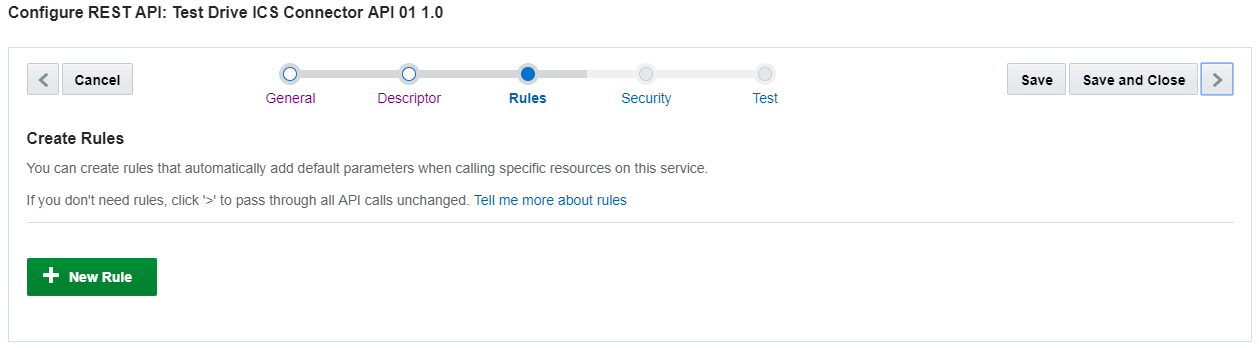 Configure REST API: Test Drive ICS Connector API 01 1.0
Cancel
Save
Save and Close
General
Descriptor
Rules
Security
Test
Create Rules
You can create rules that automatically add default parameters when calling specific resources on this service.
If you don't need rules, click '>' to pass through all API calls unchanged. Tell me more about rules
New Rule